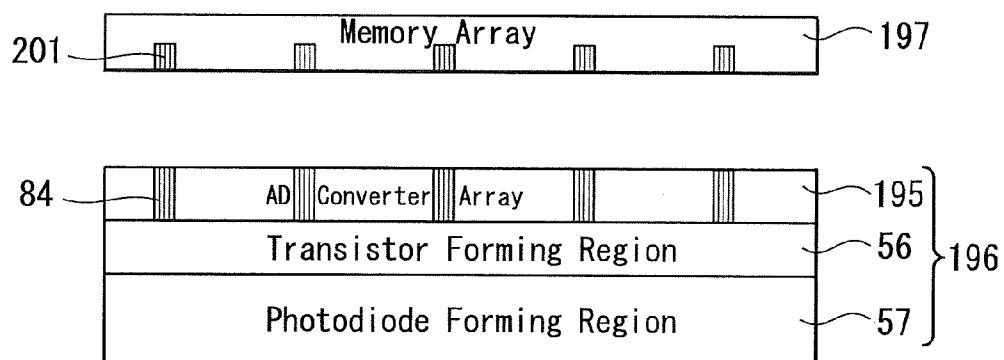 Memory Array
197
201
84
AD Converter Array
195
Transistor Forming Region
56
196
Photodiode Forming Region
57